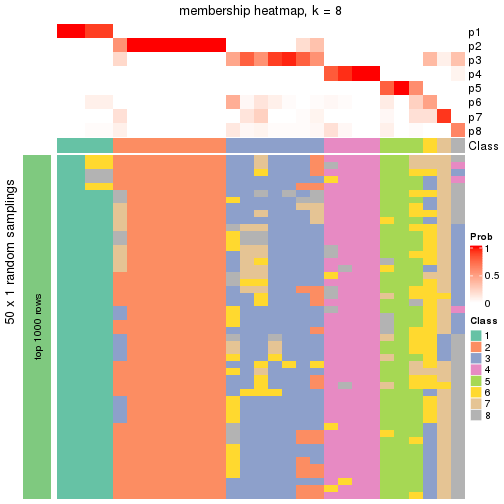 membership heatmap, k = 8
p1
p2
p3
p4
p5
p6
p7
p8
Class
50 x 1 random samplings
top 1000 rows
Prob
1
0.5
0
Class
1
2
3
4
5
6
7
8